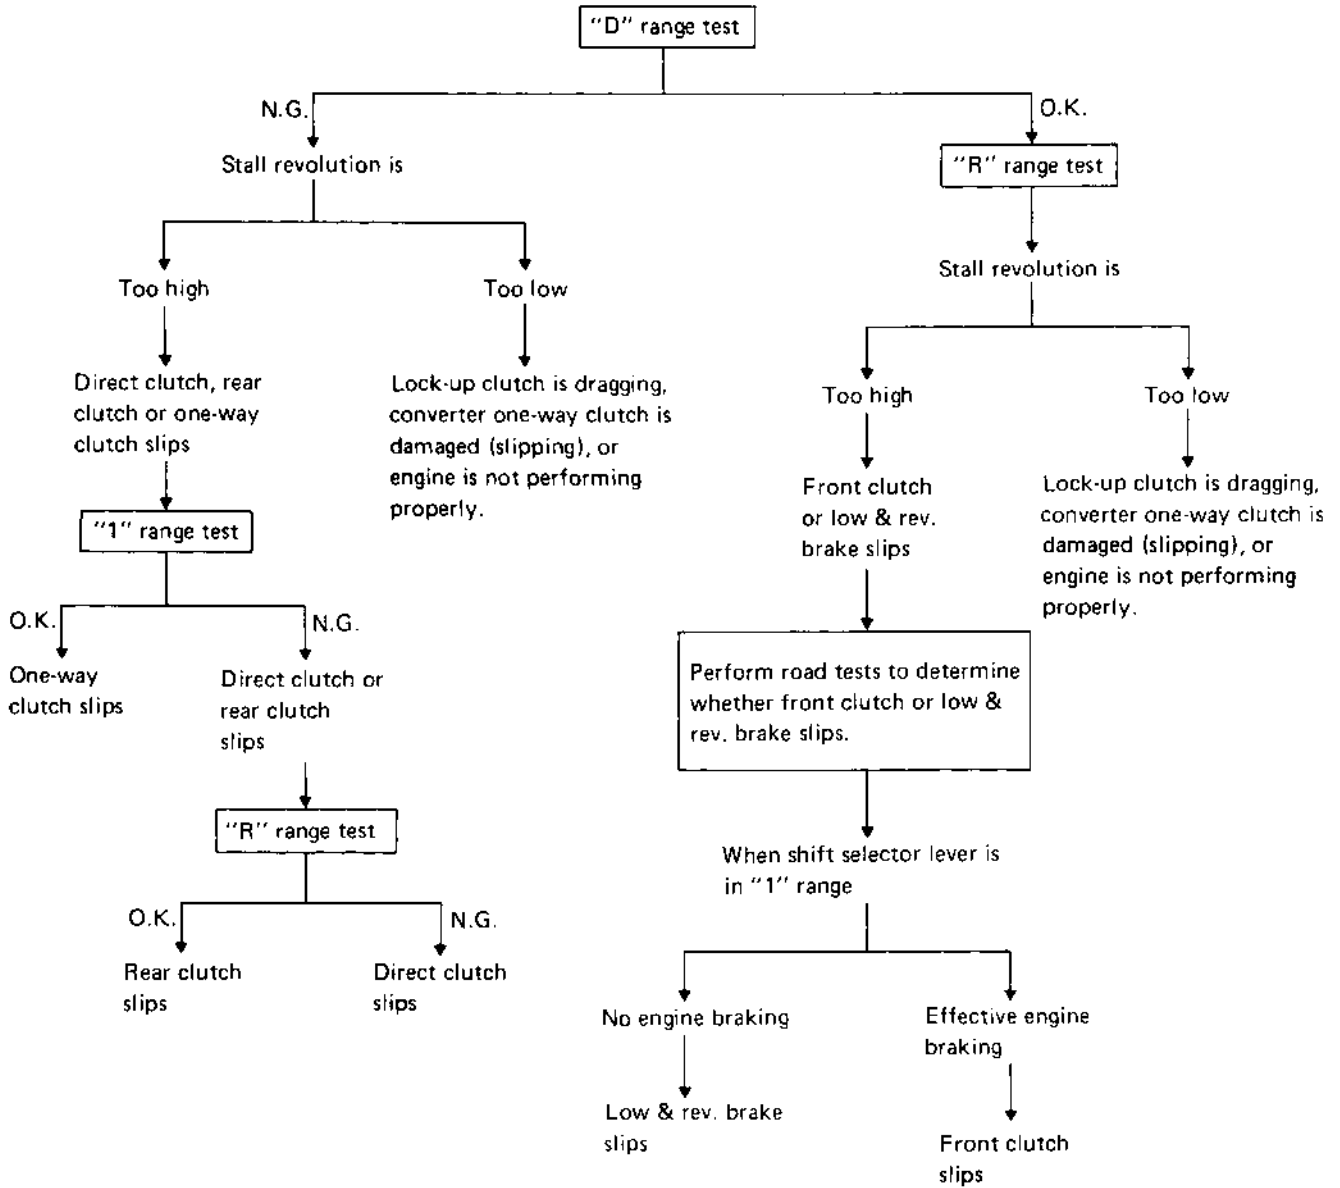 "D" range test
N.G.
O.K.
Stall revolution is
"R" range test
Stall revolution is
Too high
Too low
Direct clutch, rear
clutch or one-way
clutch slips
Lock-up clutch is dragging,
converter one-way clutch is
damaged (slipping), or
engine is not performing
properly.
Too high
Too low
Front clutch
or low & rev.
brake slips
Lock-up clutch is dragging,
converter one-way clutch is
damaged (slipping), or
engine is not performing
properly.
"1" range test
O.K.
N.G.
One-way
clutch slips
Direct clutch or
rear clutch
slips
Perform road tests to determine
whether front clutch or low &
rev. brake slips.
"R" range test
O.K.
N.G.
Rear clutch
slips
Direct clutch
slips
When shift selector lever is
in "1" range
No engine braking
Effective engine
braking
Low & rev. brake
slips
Front clutch
slips